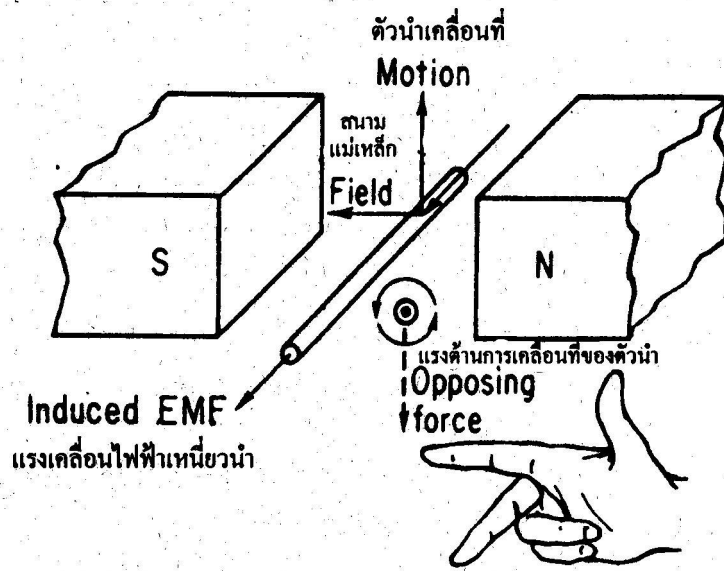 ตัวนำเคลื่อนที่
Motion
สนาม
แม่เหล็ก
Field
S
N
แรงต้านการเคลื่อนที่ของตัวนำ
Opposing
force
Induced EMF
แรงเคลื่อนไฟฟ้าเหนี่ยวนำ